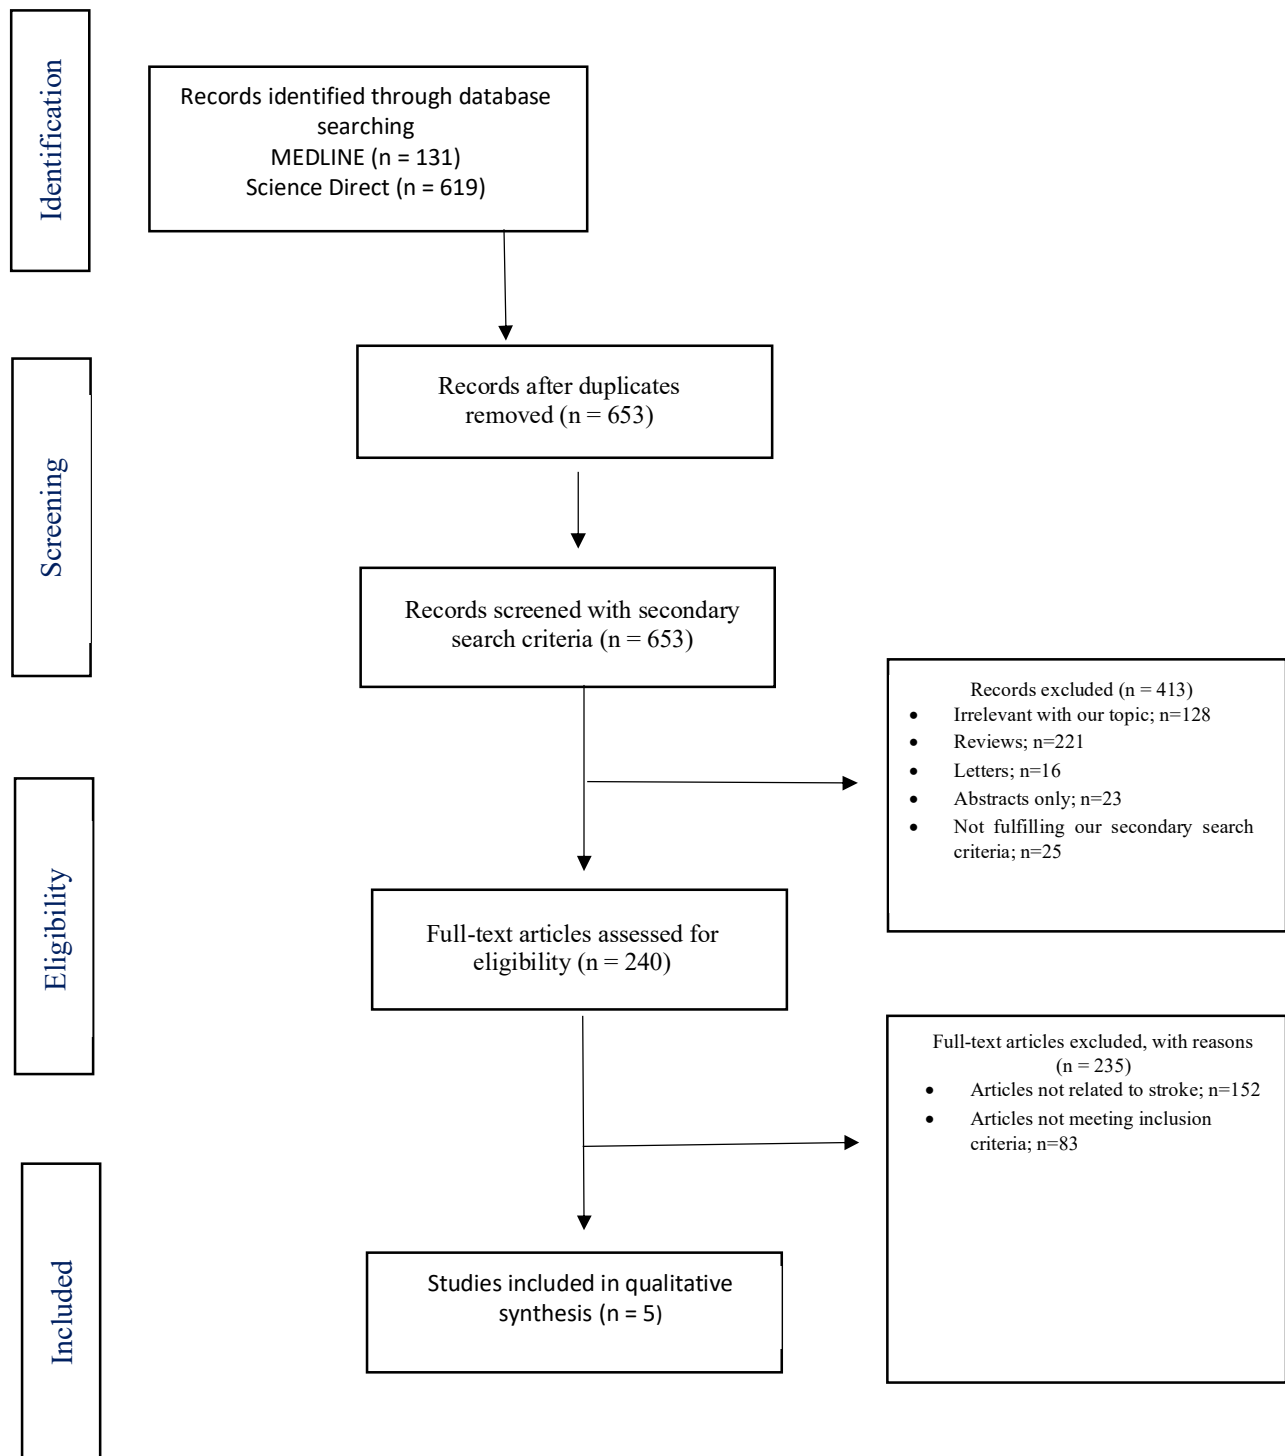 Identification
Records identified through database
searching
MEDLINE (n = 131)
Science Direct (n = 619)
Screening
Records after duplicates
removed (n = 653)
Records screened with secondary
search criteria (n = 653)
Records excluded (n = 413)
• Irrelevant with our topic; n=128
• Reviews; n=221
• Letters; n=16
• Abstracts only; n=23
• Not fulfilling our secondary search
criteria; n=25
Eligibility
Full-text articles assessed for
eligibility (n = 240)
Full-text articles excluded, with reasons
(n = 235)
• Articles not related to stroke; n=152
• Articles not meeting inclusion
criteria; n=83
Included
Studies included in qualitative
synthesis (n = 5)